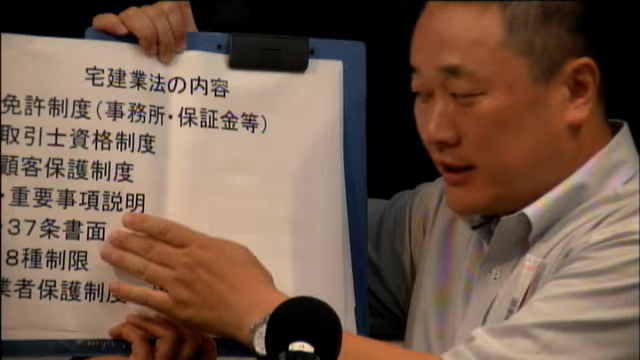 宅建業法の内容
免許制度(事務所・保証金等)
取引士資格制度
顧客保護制度
・重要事項説明
37条書面
8種制限
業者保護制度